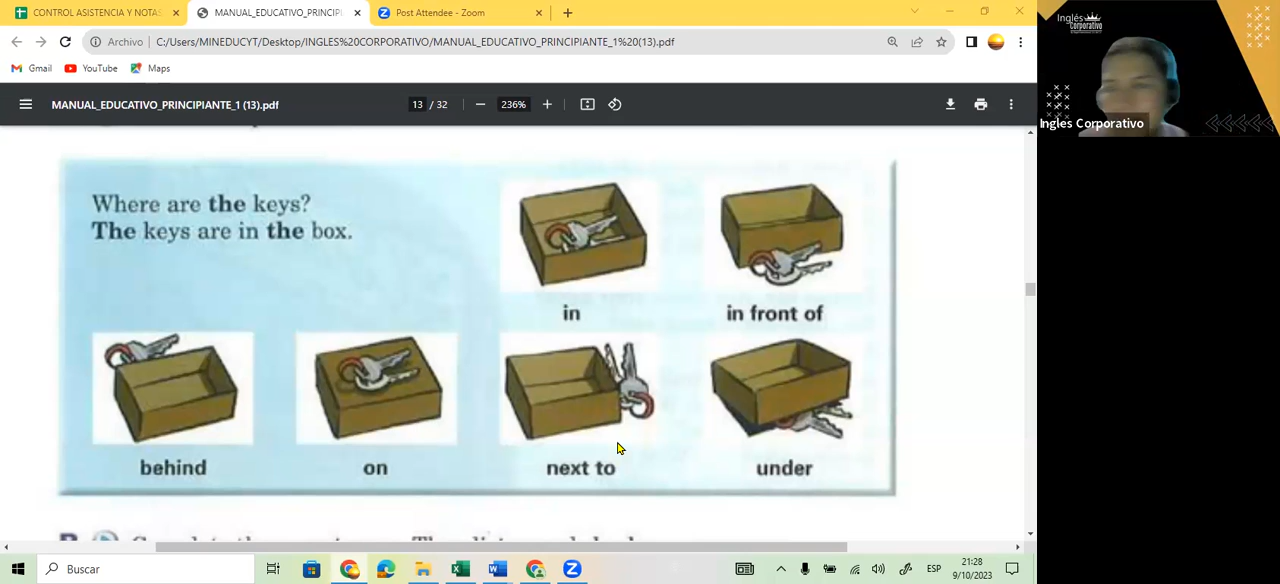 CONTROL ASISTENCIA Y NOTAS
MANUAL_EDUCATIVO_PRINCIPI
Post Attendee - Zoom
Archivo
C:/Users/MINEDUCYT/Desktop/INGLES%20CORPORATIVO/MANUAL_EDUCATIVO_PRINCIPIANTE_1%20(13).pdf
Gmail
YouTube
Maps
MANUAL_EDUCATIVO_PRINCIPIANTE_1 (13).pdf
13 / 32
236%
Where are the keys?
The keys are in the box.
in
in front of
behind
on
next to
under
Inglés
Corporativo
Ingles Corporativo
Buscar
ESP
21:28
9/10/2023